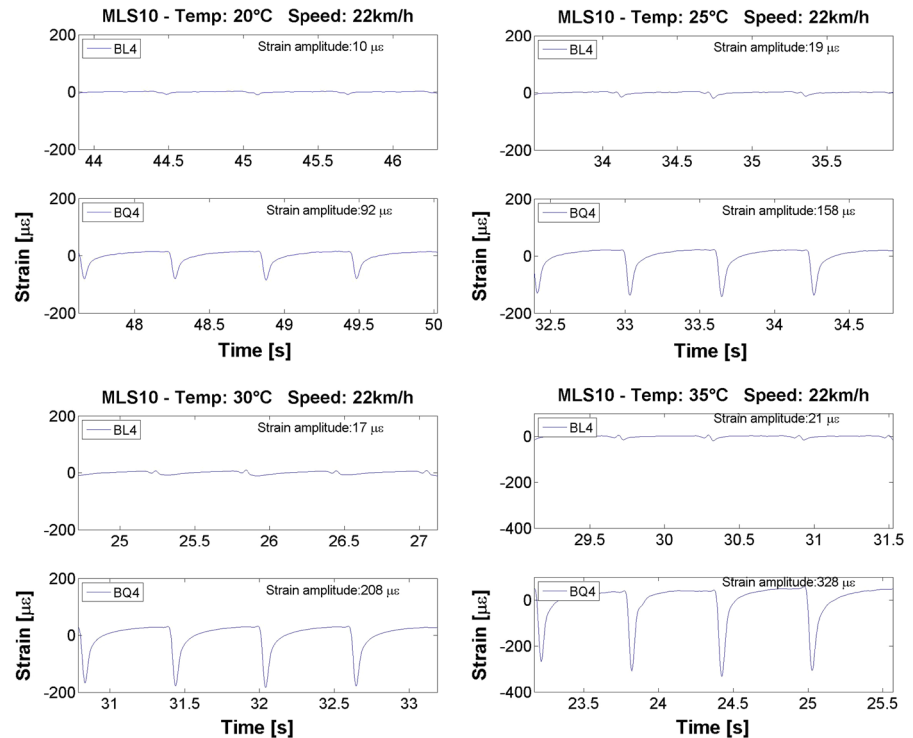 MLS10 - Temp: 20ºC Speed: 22km/h
200
0
-200
BL4
Strain amplitude:10 µε
44 44.5 45 45.5 46
200
0
-200
BQ4
Strain amplitude:92 µε
48 48.5 49 49.5 50
Strain [µε]
Time [s]
MLS10 - Temp: 25ºC Speed: 22km/h
200
0
-200
BL4
Strain amplitude:19 µε
34 34.5 35 35.5
200
0
-200
BQ4
Strain amplitude:158 µε
32.5 33 33.5 34 34.5
Strain [µε]
Time [s]
MLS10 - Temp: 30ºC Speed: 22km/h
200
0
-200
BL4
Strain amplitude:17 µε
25 25.5 26 26.5 27
200
0
-200
BQ4
Strain amplitude:208 µε
31 31.5 32 32.5 33
Strain [µε]
Time [s]
MLS10 - Temp: 35ºC Speed: 22km/h
0
-200
-400
BL4
Strain amplitude:21 µε
29.5 30 30.5 31 31.5
0
-200
-400
BQ4
Strain amplitude:328 µε
23.5 24 24.5 25 25.5
Strain [µε]
Time [s]